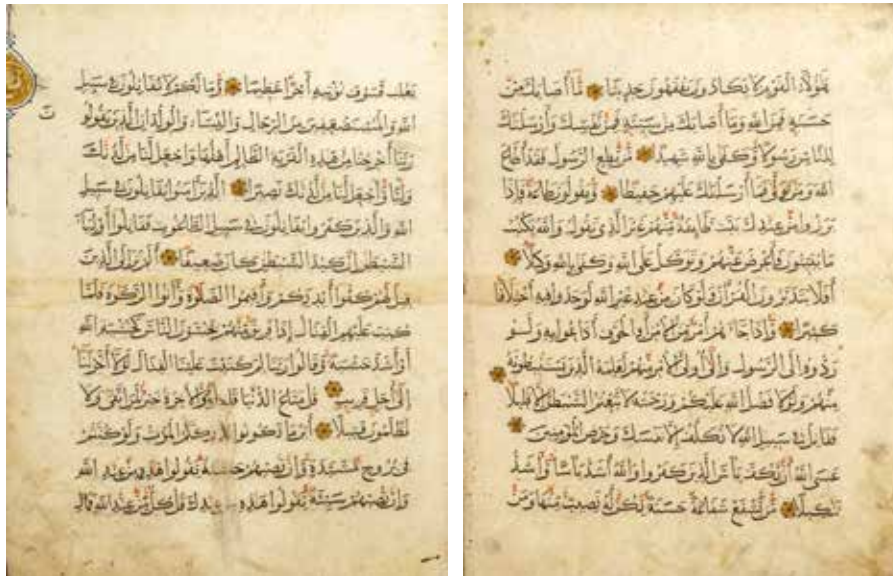 يغلب فسوف نؤتيه أجرا عظيما وما لكم لا تقاتلون في سبيل
الله والمستضعفين من الرجال والنساء والولدان الذين يقولون
ربنا أخرجنا من هذه القرية الظالم أهلها واجعل لنا من لدنك
وليا واجعل لنا من لدنك نصيرا الذين امنوا يقاتلون في سبيل
الله والذين كفروا يقاتلون في سبيل الطاغوت فقاتلوا أولياء
الشيطن إن كيد الشيطن كان ضعيفا ألم تر إلى الذين
قيل لهم كفوا أيديكم وأقيموا الصلوة وآتوا الزكوة فلما
كتب عليهم القتال إذا فريق منهم يخشون الناس كخشية الله
أو أشد خشية وقالوا ربنا لم كتبت علينا القتال لولا أخرتنا
إلى أجل قريب قل متاع الدنيا قليل والآخرة خير لمن اتقى ولا
تظلمون فتيلا أينما تكونوا يدرككم الموت ولو كنتم
في بروج مشيدة وإن تصبهم حسنة يقولوا هذه من عند الله
وإن تصبهم سيئة يقولوا هذه عندك قل كل من عند الله فمال
هؤلاء القوم لا يكادون يفقهون حديثا ما أصابك من
حسنة فمن الله وما أصابك من سيئة فمن نفسك وأرسلناك
للناس رسولا وكفى بالله شهيدا من يطع الرسول فقد أطاع
الله ومن تولى فما أرسلناك عليهم حفيظا ويقولون طاعة فإذا
برزوا من عندك بيت طائفة منهم غير الذي تقول والله يكتب
ما يبيتون فأعرض عنهم وتوكل على الله وكفى بالله وكيلا
أفلا يتدبرون القرآن ولو كان من عند غير الله لوجدوا فيه اختلافا
كثيرا وإذا جاءهم أمر من الأمن أو الخوف أذاعوا به ولو
ردوه إلى الرسول وإلى أولي الأمر منهم لعلمه الذين يستنبطونه
منهم ولولا فضل الله عليكم ورحمته لاتبعتم الشيطن إلا قليلا
فقاتل في سبيل الله لا تكلف إلا نفسك وحرض المؤمنين
عسى الله أن يكف بأس الذين كفروا والله أشد بأسا وأشد
تنكيلا من يشفع شفاعة حسنة يكن له نصيب منها ومن